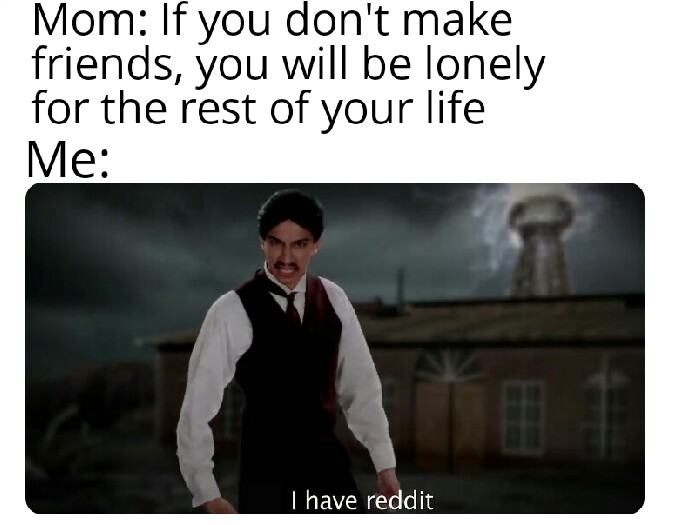 Mom: If you don't make
friends, you will be lonely
for the rest of your life
Me:
I have reddit